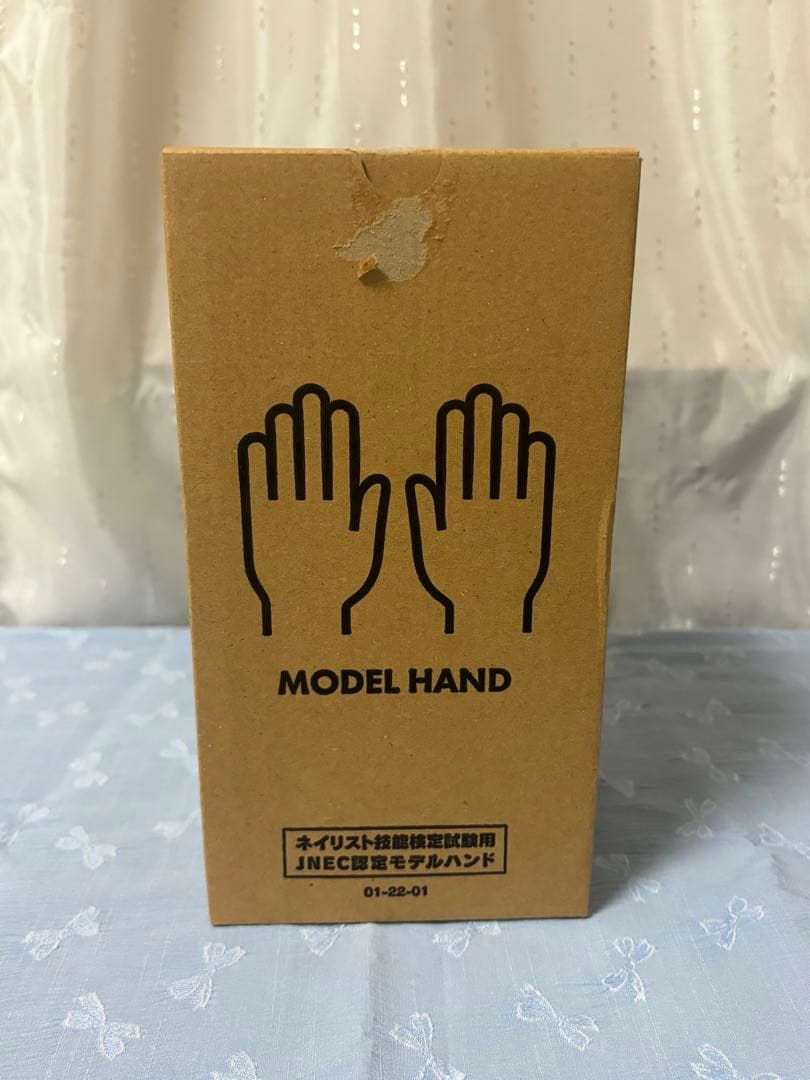 MODEL HAND
ネイリスト技能検定試験用
JNEC認定モデルハンド
01-22-01